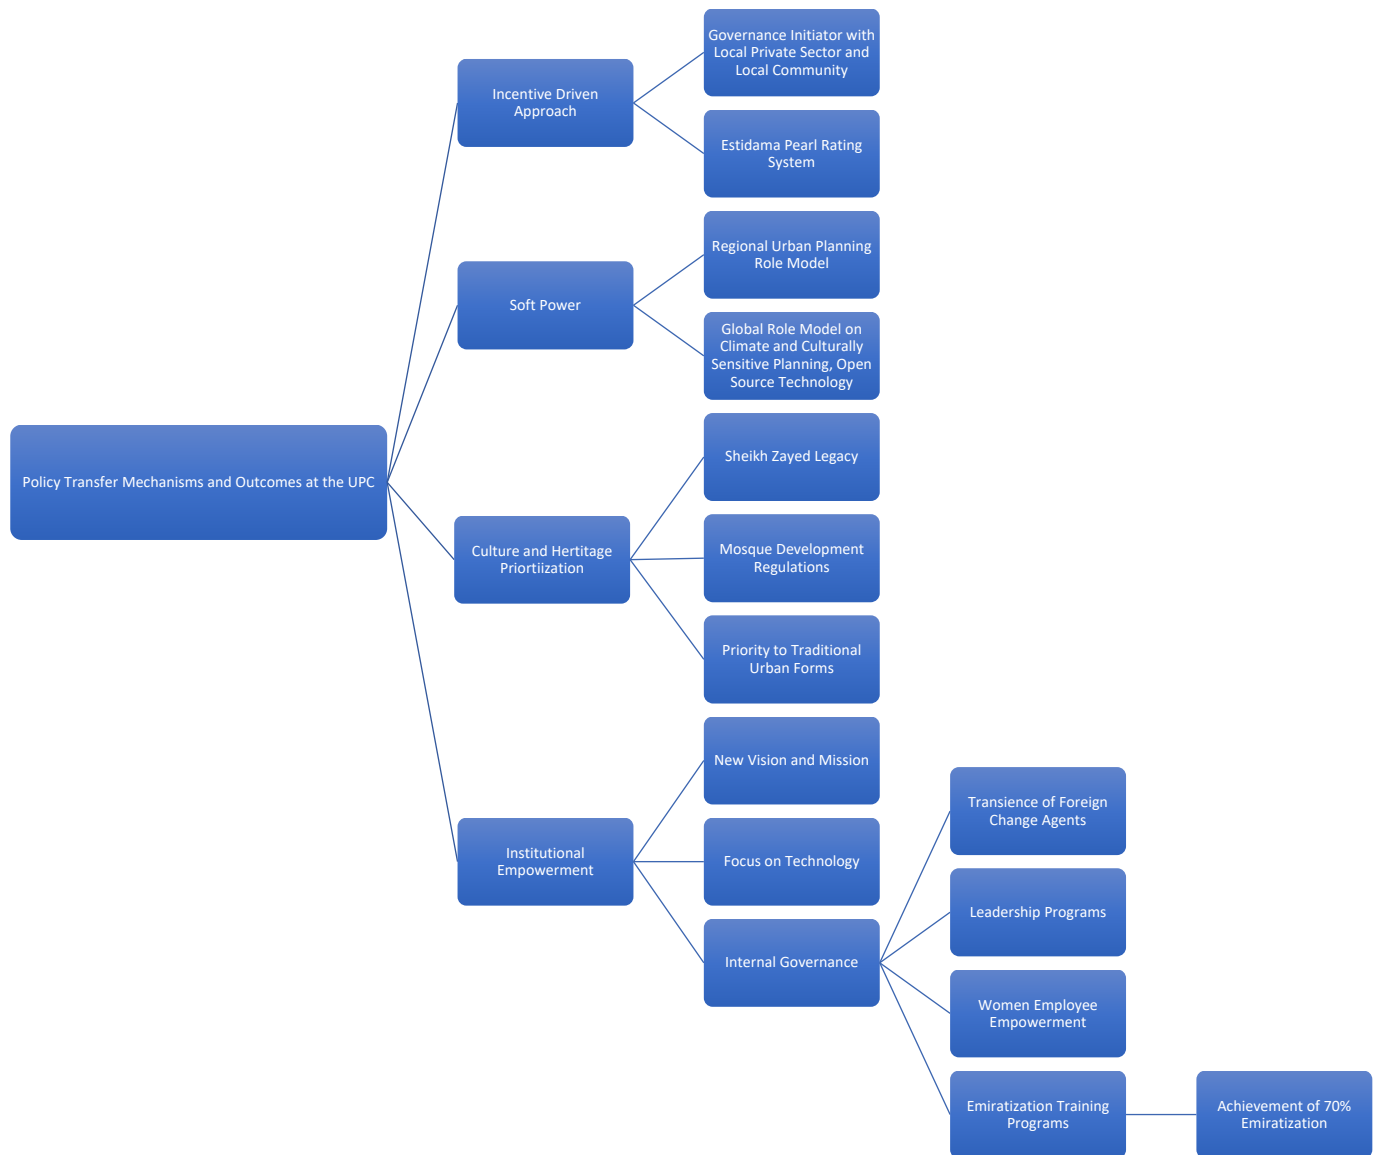 Policy Transfer Mechanisms and Outcomes at the UPC
Incentive Driven
Approach
Governance Initiator with
Local Private Sector and
Local Community
Estidama Pearl Rating
System
Soft Power
Regional Urban Planning
Role Model
Global Role Model on
Climate and Culturally
Sensitive Planning, Open
Source Technology
Culture and Hertitage
Priortiization
Sheikh Zayed Legacy
Mosque Development
Regulations
Priority to Traditional
Urban Forms
Institutional
Empowerment
New Vision and Mission
Focus on Technology
Internal Governance
Transience of Foreign
Change Agents
Leadership Programs
Women Employee
Empowerment
Emiratization Training
Programs
Achievement of 70%
Emiratization